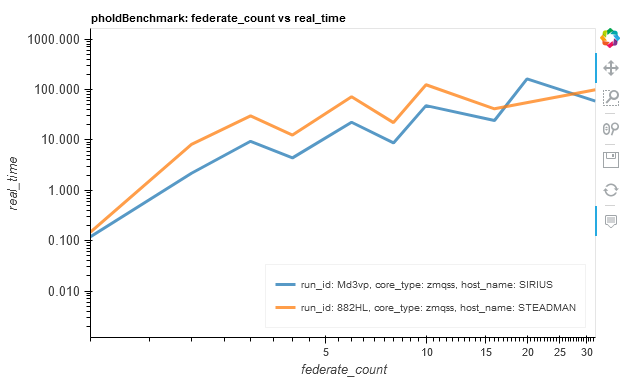 pholdBenchmark: federate_count vs real_time
1000.000
100.000
10.000
1.000
0.100
0.010
real_time
run_id: Md3vp, core_type: zmqss, host_name: SIRIUS
run_id: 882HL, core_type: zmqss, host_name: STEADMAN
5
10
15
20
25
30
federate_count